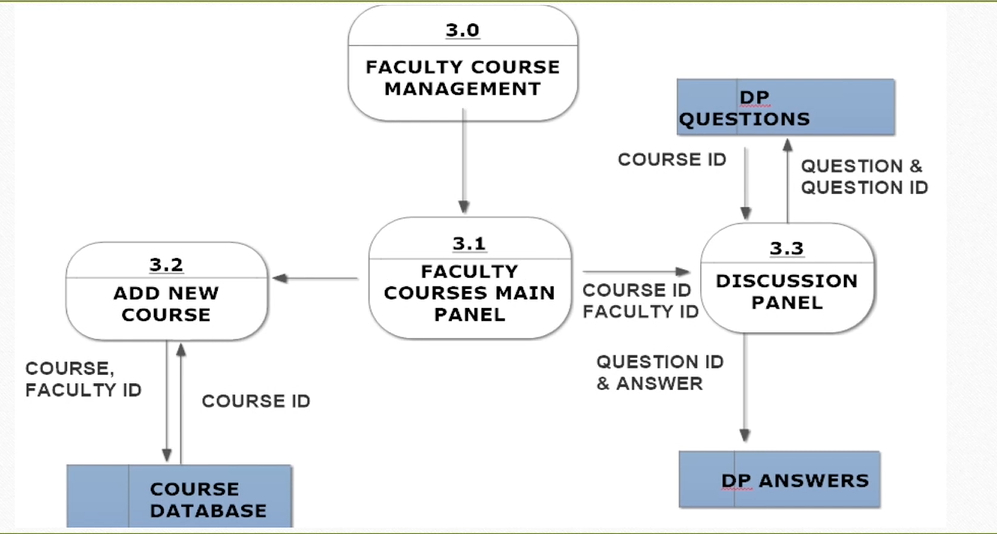 3.0
FACULTY COURSE
MANAGEMENT
DP
QUESTIONS
COURSE ID
QUESTION &
QUESTION ID
3.1
FACULTY
COURSES MAIN
PANEL
3.2
ADD NEW
COURSE
3.3
DISCUSSION
PANEL
COURSE ID
FACULTY ID
COURSE,
FACULTY ID
COURSE ID
QUESTION ID
& ANSWER
COURSE
DATABASE
DP ANSWERS